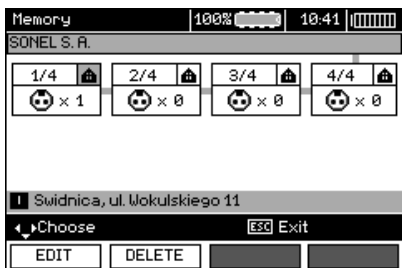 Memory 100% 10:41
SONEL S. A.
1/4 2/4 3/4 4/4
x 1 x 0 x 0 x 0
I Swidnica, ul. Wokulskiego 11
Choose ESC Exit
EDIT DELETE